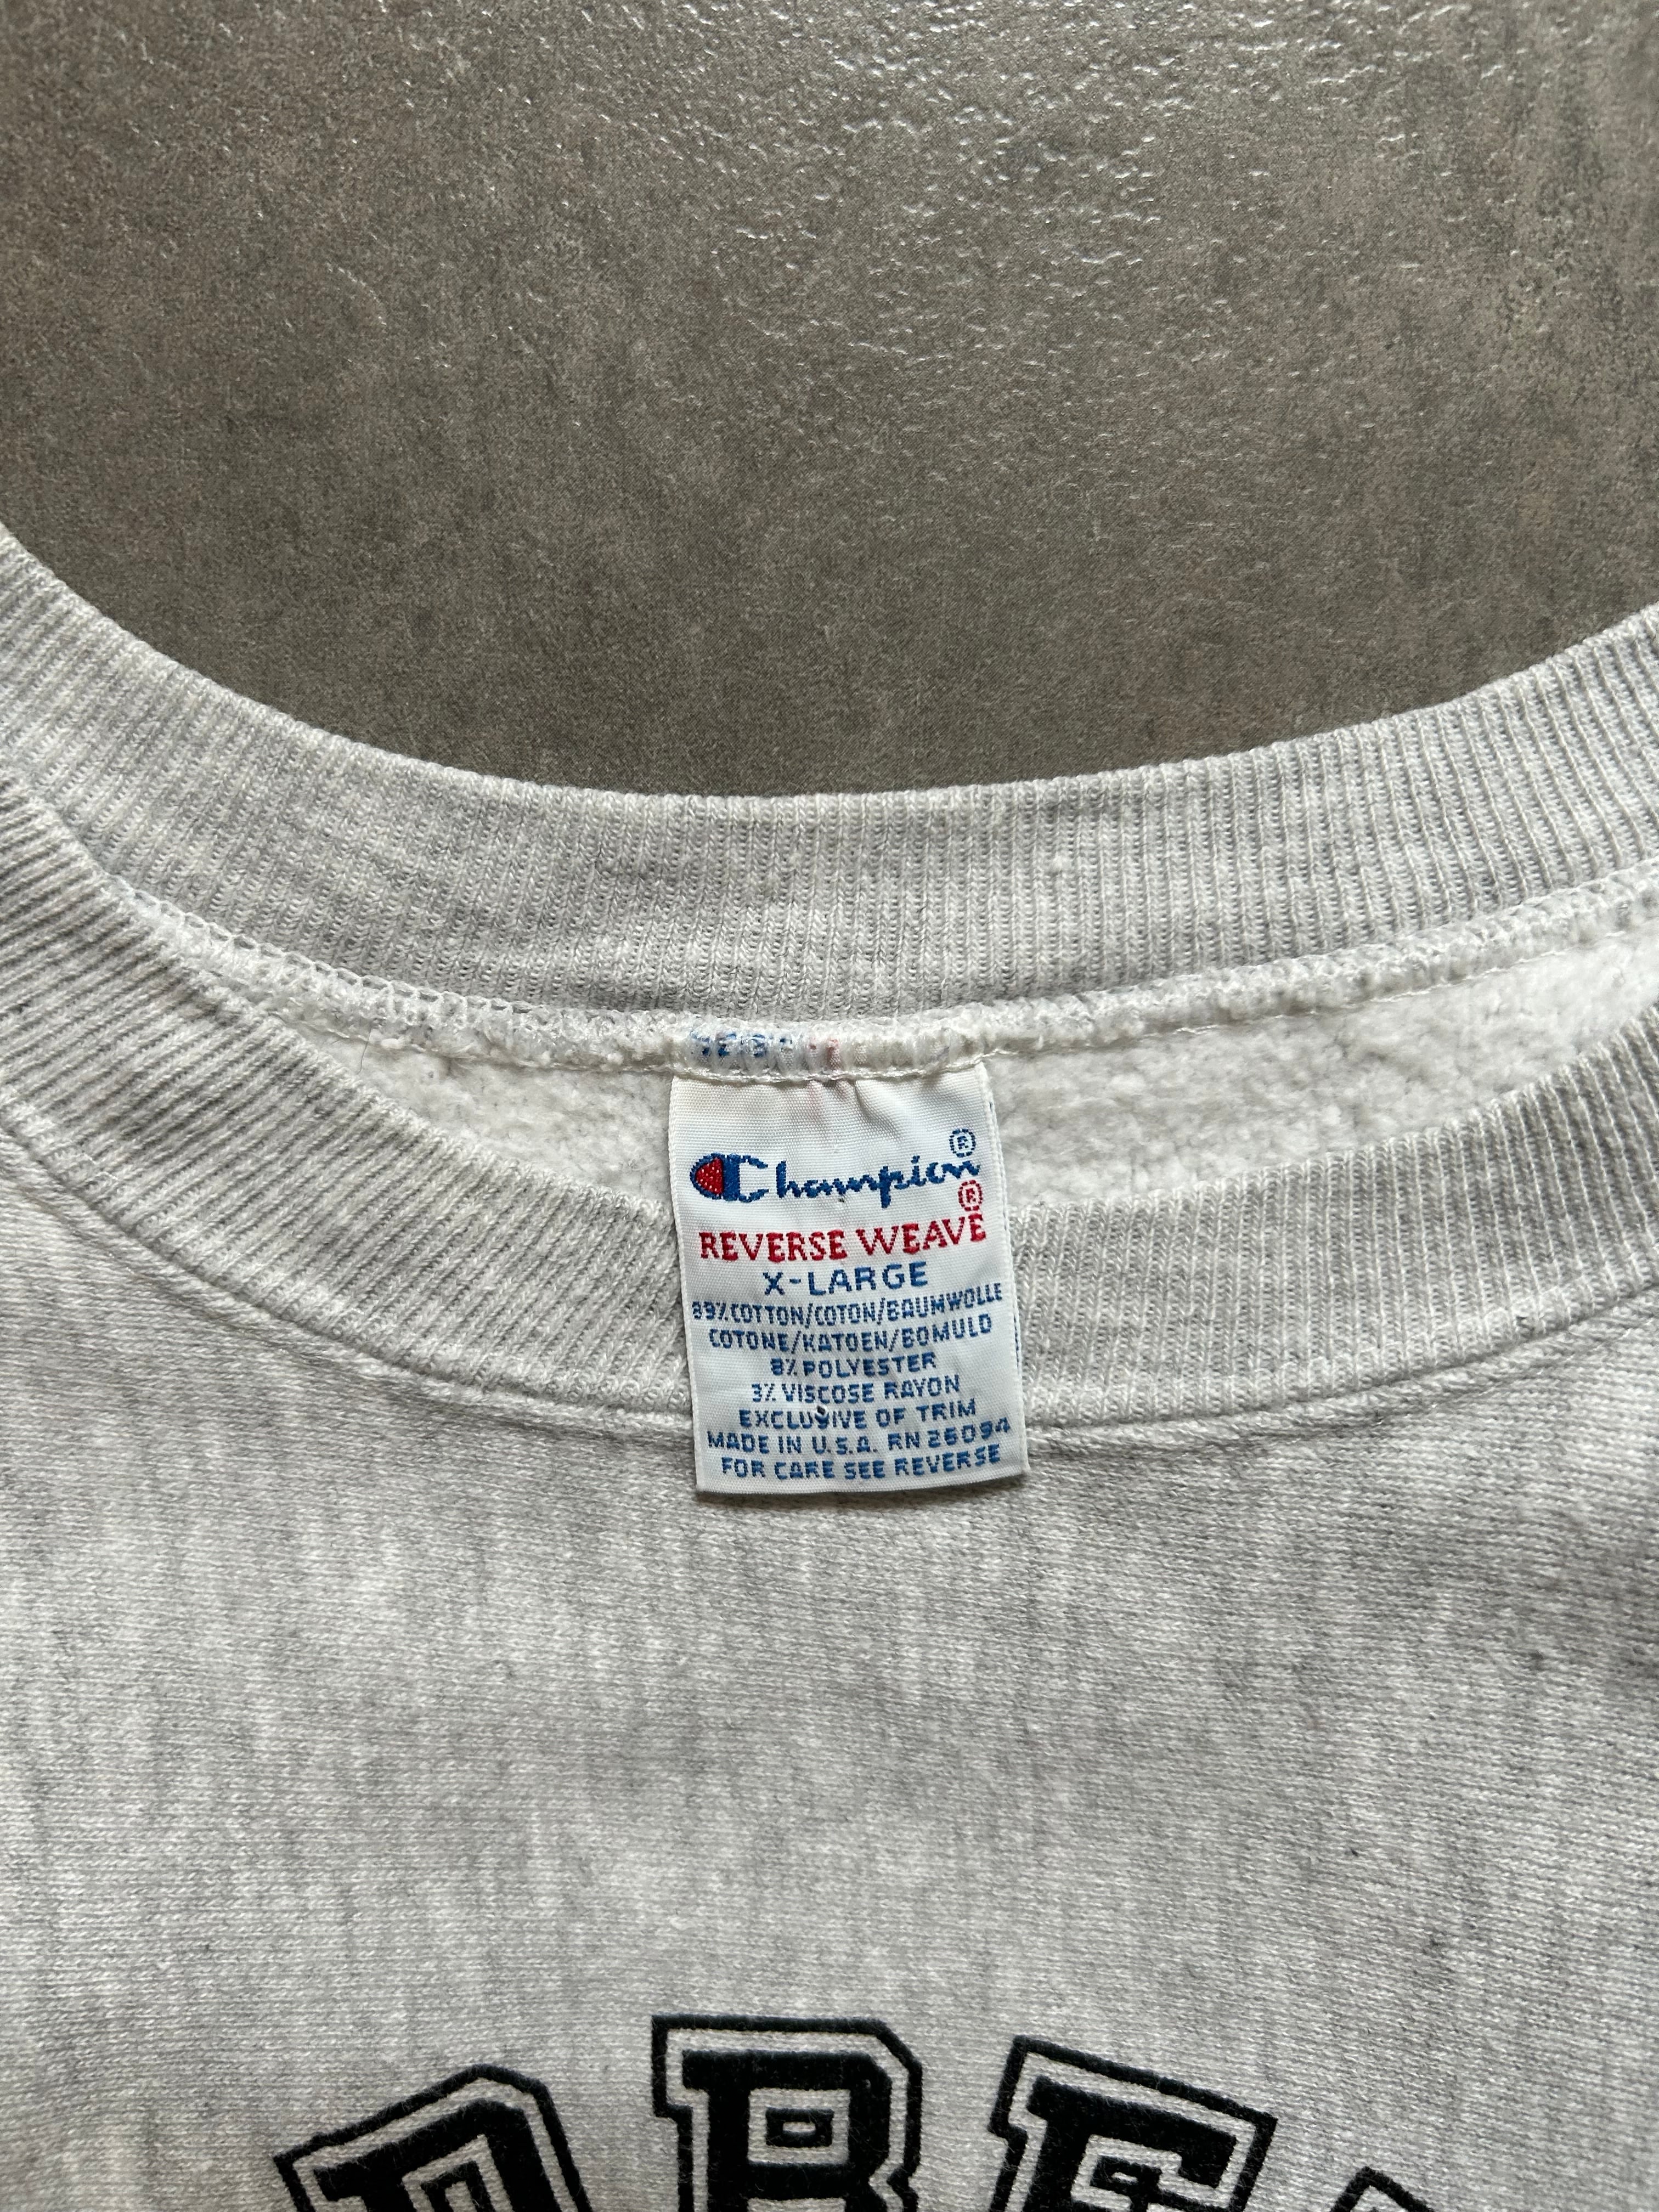 Champion®
REVERSE WEAVE®
X-LARGE
89% COTTON/COTON/BAUMWOLLE
COTONE/KATOEN/BOMULD
8% POLYESTER
3% VISCOSE RAYON
EXCLUSIVE OF TRIM
MADE IN U.S.A. RN 26094
FOR CARE SEE REVERSE